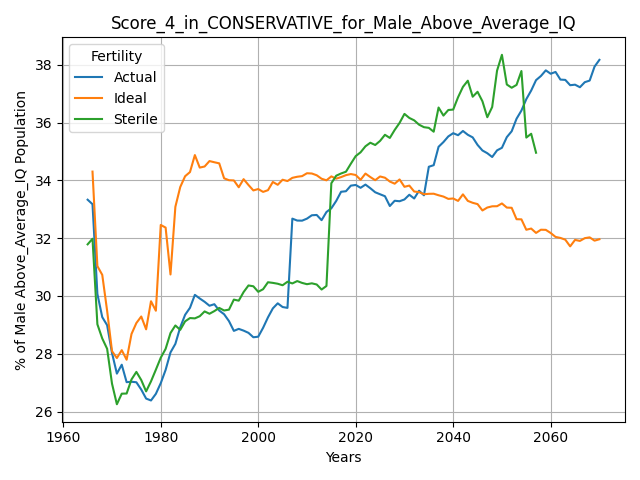 Score_4_in_CONSERVATIVE_for_Male_Above_Average_IQ
Fertility
Actual
Ideal
Sterile
% of Male Above_Average_IQ Population
38
36
34
32
30
28
26
1960
1980
2000
2020
2040
2060
Years